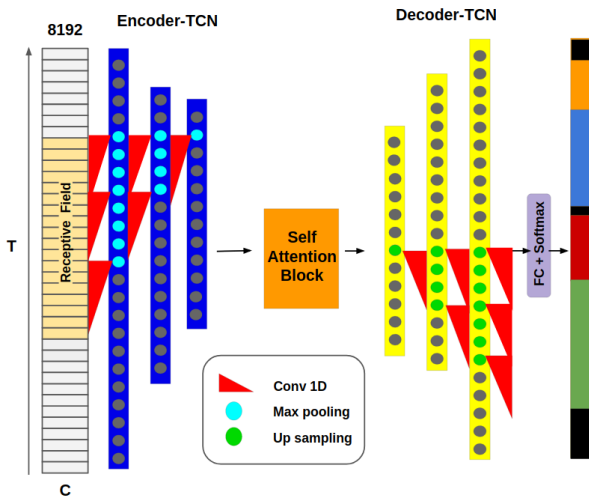 Encoder-TCN
Decoder-TCN
8192
T
Receptive Field
Self
Attention
Block
FC + Softmax
Conv 1D
Max pooling
Up sampling
C